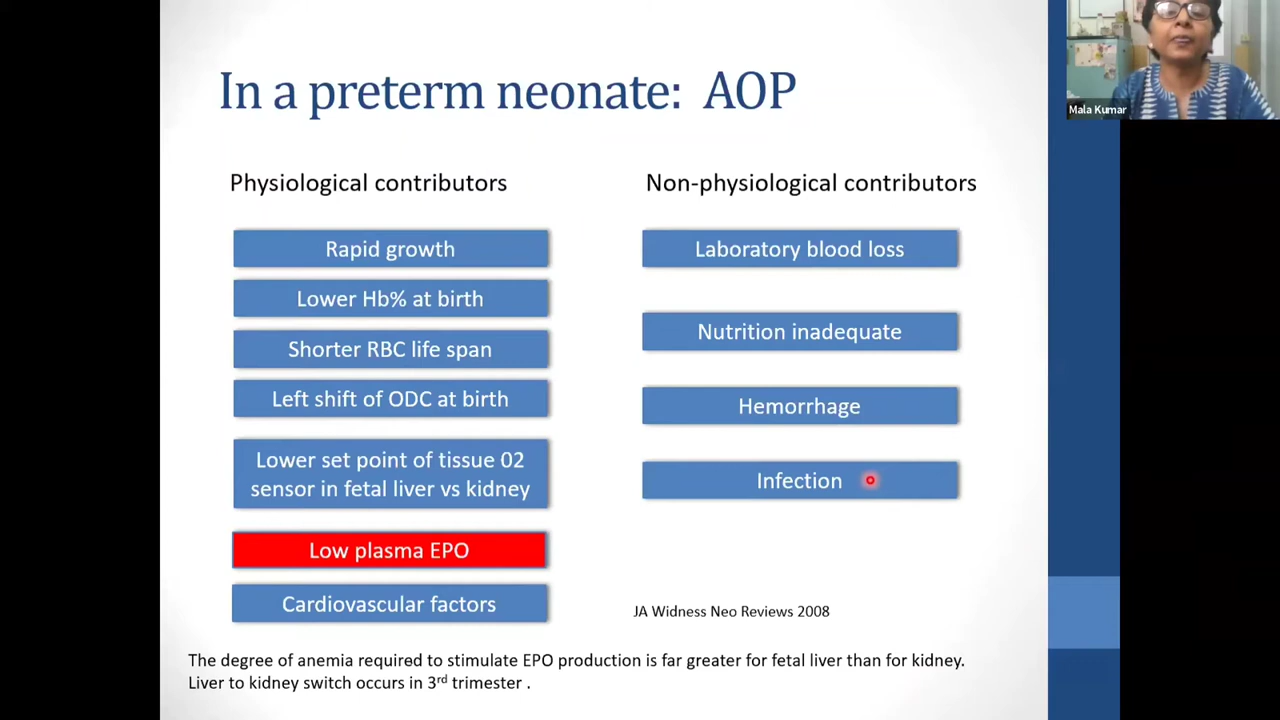 In a preterm neonate: AOP
Mala Kumar
Physiological contributors
Rapid growth
Lower Hb% at birth
Shorter RBC life span
Left shift of ODC at birth
Lower set point of tissue 02
sensor in fetal liver vs kidney
Low plasma EPO
Cardiovascular factors
Non-physiological contributors
Laboratory blood loss
Nutrition inadequate
Hemorrhage
Infection
JA Widness Neo Reviews 2008
The degree of anemia required to stimulate EPO production is far greater for fetal liver than for kidney.
Liver to kidney switch occurs in 3rd trimester .